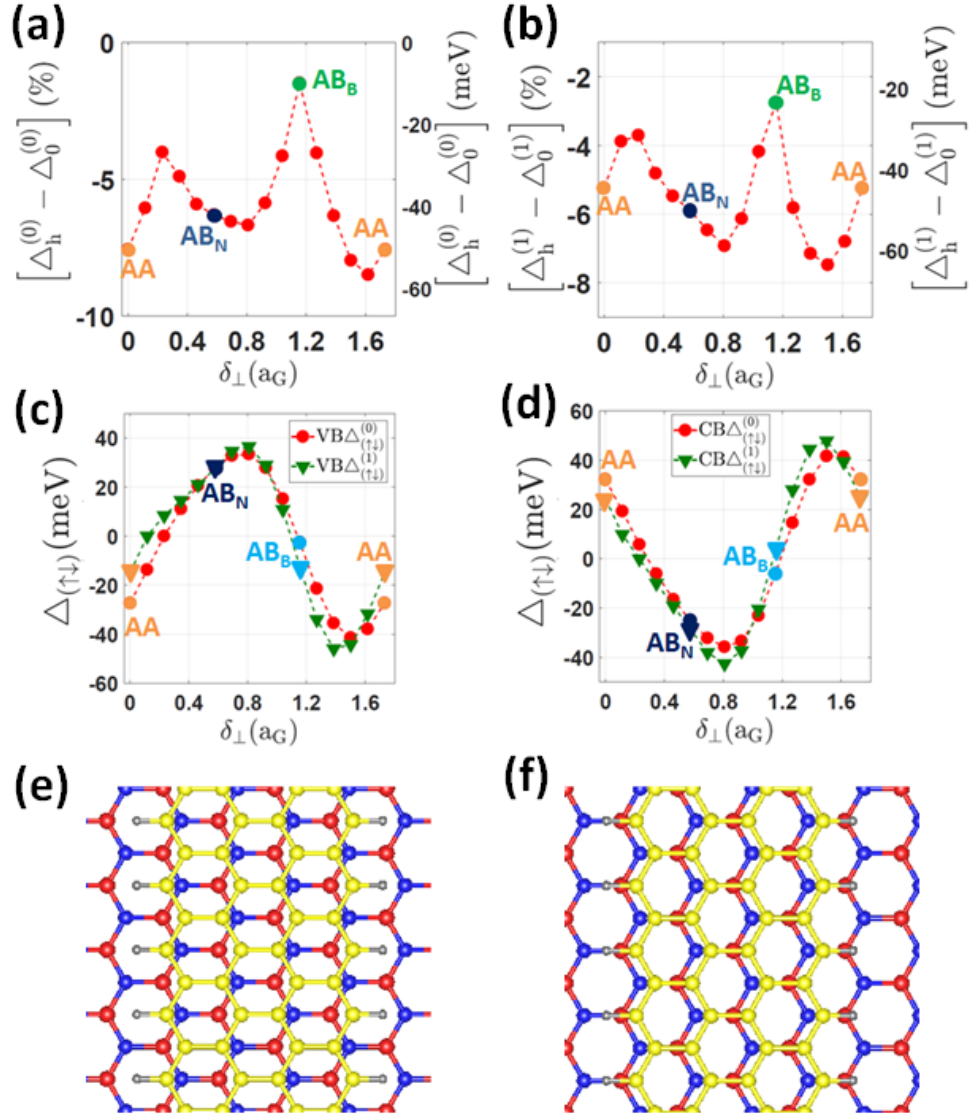 (a)
[Δ_h^(0) − Δ_0^(0)] (%)
0
-5
-10
0
0.4
0.8
1.2
1.6
δ⊥(a_G)
0
-20
-40
-60
[Δ_h^(0) − Δ_0^(0)] (meV)
AA
AB_N
AB_B
AA
(b)
[Δ_h^(1) − Δ_0^(1)] (%)
-2
-4
-6
-8
0
0.4
0.8
1.2
1.6
δ⊥(a_G)
-20
-40
-60
[Δ_h^(1) − Δ_0^(1)] (meV)
AA
AB_N
AB_B
AA
(c)
Δ_(↑↓)(meV)
40
20
0
-20
-40
-60
0
0.4
0.8
1.2
1.6
δ⊥(a_G)
VBΔ_(↑↓)^(0)
VBΔ_(↑↓)^(1)
AA
AB_N
AB_B
AA
(d)
Δ_(↑↓)(meV)
60
40
20
0
-20
-40
0
0.4
0.8
1.2
1.6
δ⊥(a_G)
CBΔ_(↑↓)^(0)
CBΔ_(↑↓)^(1)
AA
AB_N
AB_B
AA
(e)
(f)